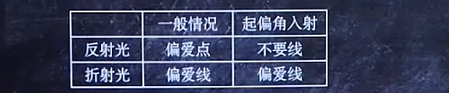 一般情况 起偏角入射
反射光 偏爱点 不要线
折射光 偏爱线 偏爱线